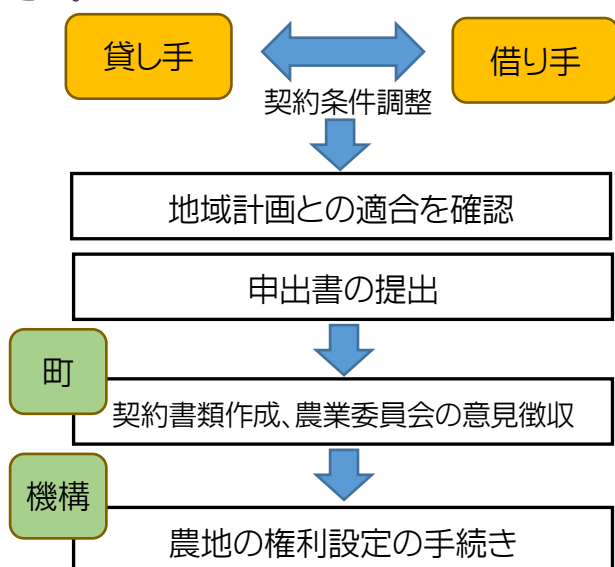 貸し手
借り手
契約条件調整
地域計画との適合を確認
申出書の提出
町
契約書類作成、農業委員会の意見徴収
機構
農地の権利設定の手続き